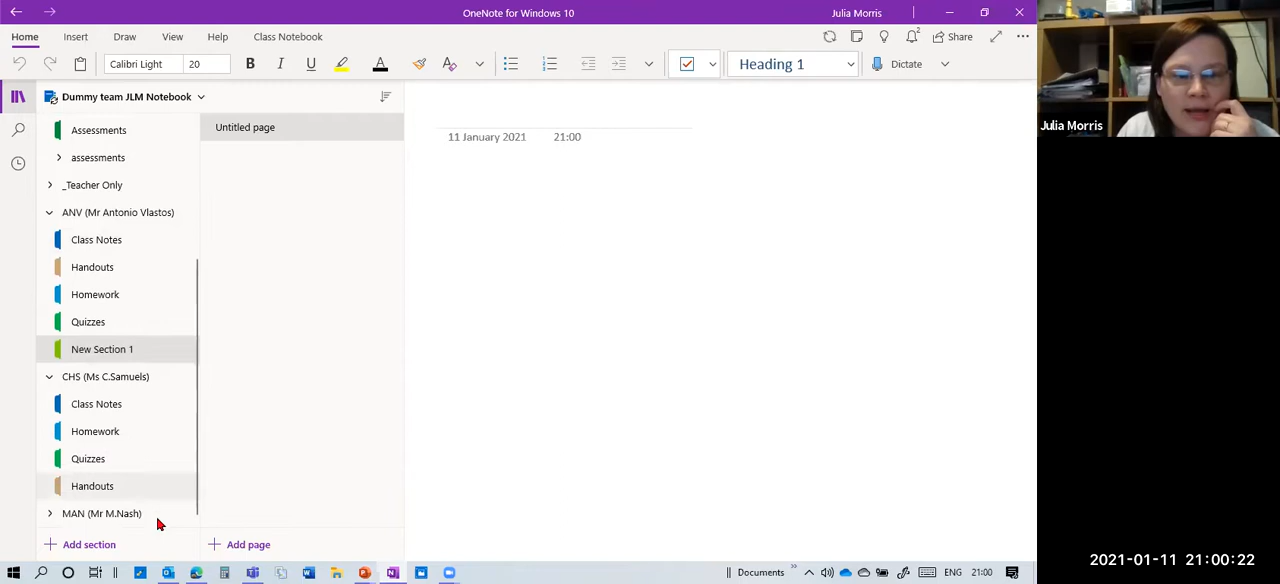 OneNote for Windows 10
Julia Morris
Home Insert Draw View Help Class Notebook
Share
Calibri Light 20 B I U A A Heading 1 Dictate
Dummy team JLM Notebook
Assessments
assessments
_Teacher Only
ANV (Mr Antonio Vlastos)
Class Notes
Handouts
Homework
Quizzes
New Section 1
CHS (Ms C.Samuels)
Class Notes
Homework
Quizzes
Handouts
MAN (Mr M.Nash)
Add section
Untitled page
Add page
11 January 2021 21:00
Julia Morris
2021-01-11 21:00:22
Documents
ENG 21:00